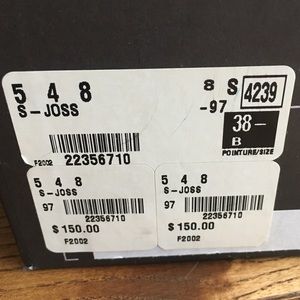 5 4 8
8 S 4239
S-JOSS
-97
38-
B
POINTURE/SIZE
F2002 22356710
5 4 8
S-JOSS
97
22356710
$150.00
F2002
5 4 8
S-JOSS
97
22356710
$150.00
F2002